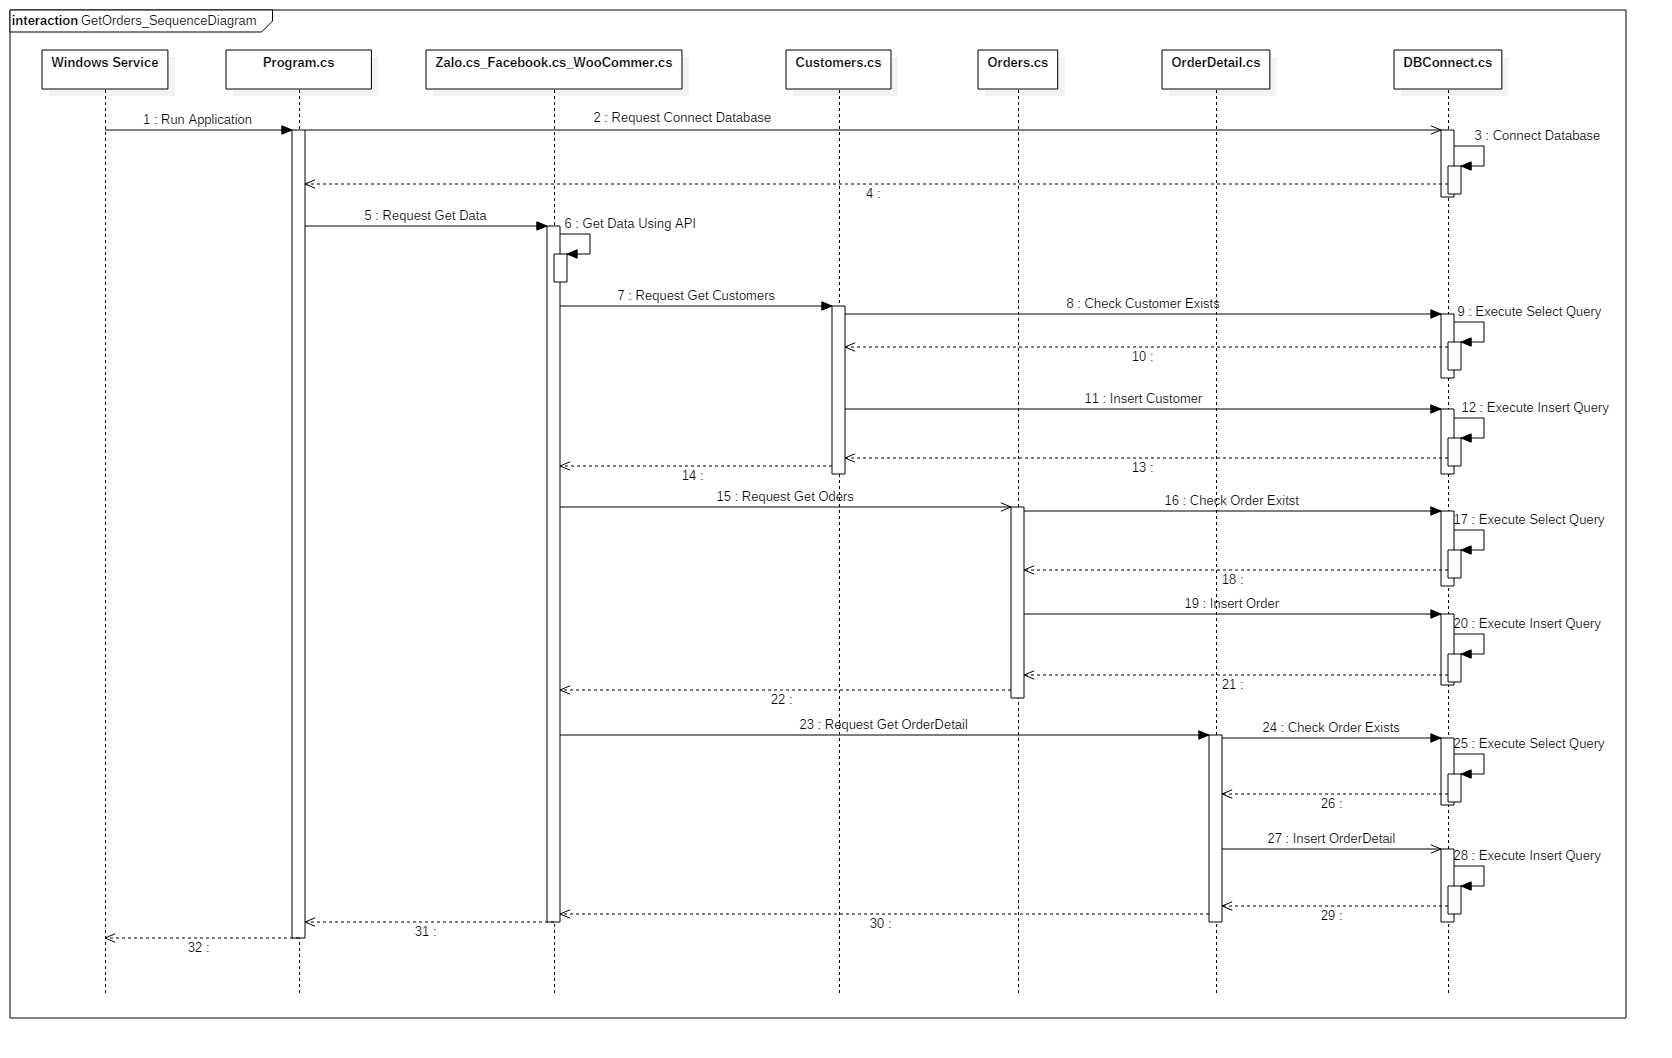 interaction GetOrders_SequenceDiagram
Windows Service
Program.cs
Zalo.cs_Facebook.cs_WooCommer.cs
Customers.cs
Orders.cs
OrderDetail.cs
DBConnect.cs
1 : Run Application
2 : Request Connect Database
3 : Connect Database
4 :
5 : Request Get Data
6 : Get Data Using API
7 : Request Get Customers
8 : Check Customer Exists
9 : Execute Select Query
10 :
11 : Insert Customer
12 : Execute Insert Query
13 :
14 :
15 : Request Get Oders
16 : Check Order Exitst
17 : Execute Select Query
18 :
19 : Insert Order
20 : Execute Insert Query
21 :
22 :
23 : Request Get OrderDetail
24 : Check Order Exists
25 : Execute Select Query
26 :
27 : Insert OrderDetail
28 : Execute Insert Query
29 :
30 :
31 :
32 :